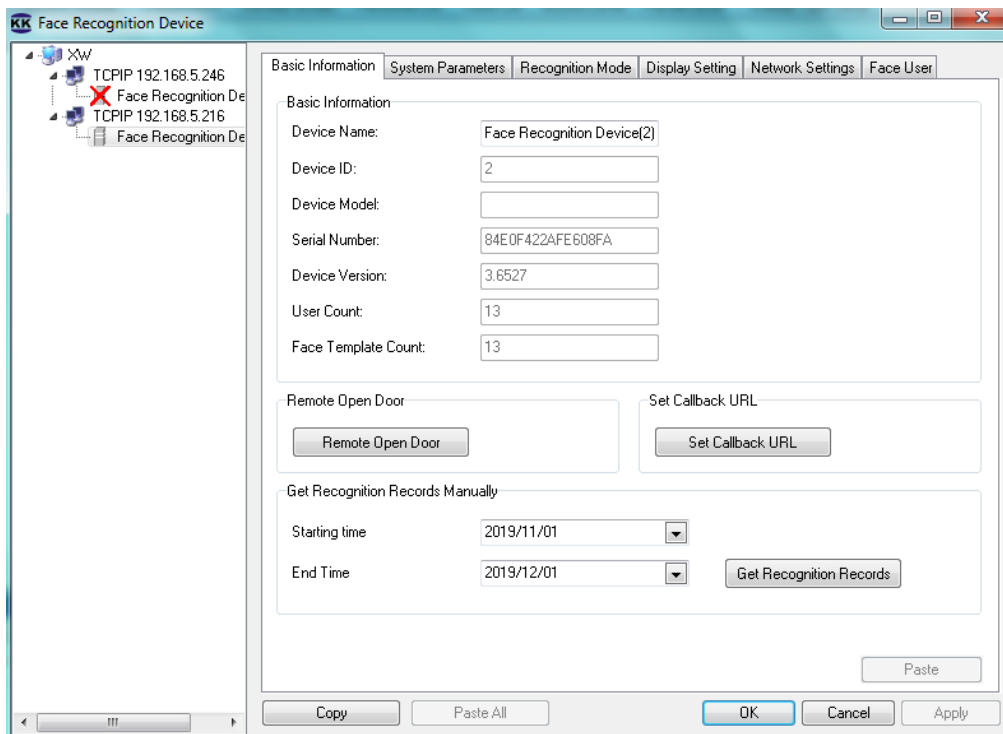 KK Face Recognition Device
XW
TCPIP 192.168.5.246
Face Recognition De
TCPIP 192.168.5.216
Face Recognition De
Basic Information System Parameters Recognition Mode Display Setting Network Settings Face User
Basic Information
Device Name: Face Recognition Device(2)
Device ID: 2
Device Model:
Serial Number: 84E0F422AFE608FA
Device Version: 3.6527
User Count: 13
Face Template Count: 13
Remote Open Door Set Callback URL
Remote Open Door Set Callback URL
Get Recognition Records Manually
Starting time 2019/11/01
End Time 2019/12/01 Get Recognition Records
Paste
Copy Paste All OK Cancel Apply